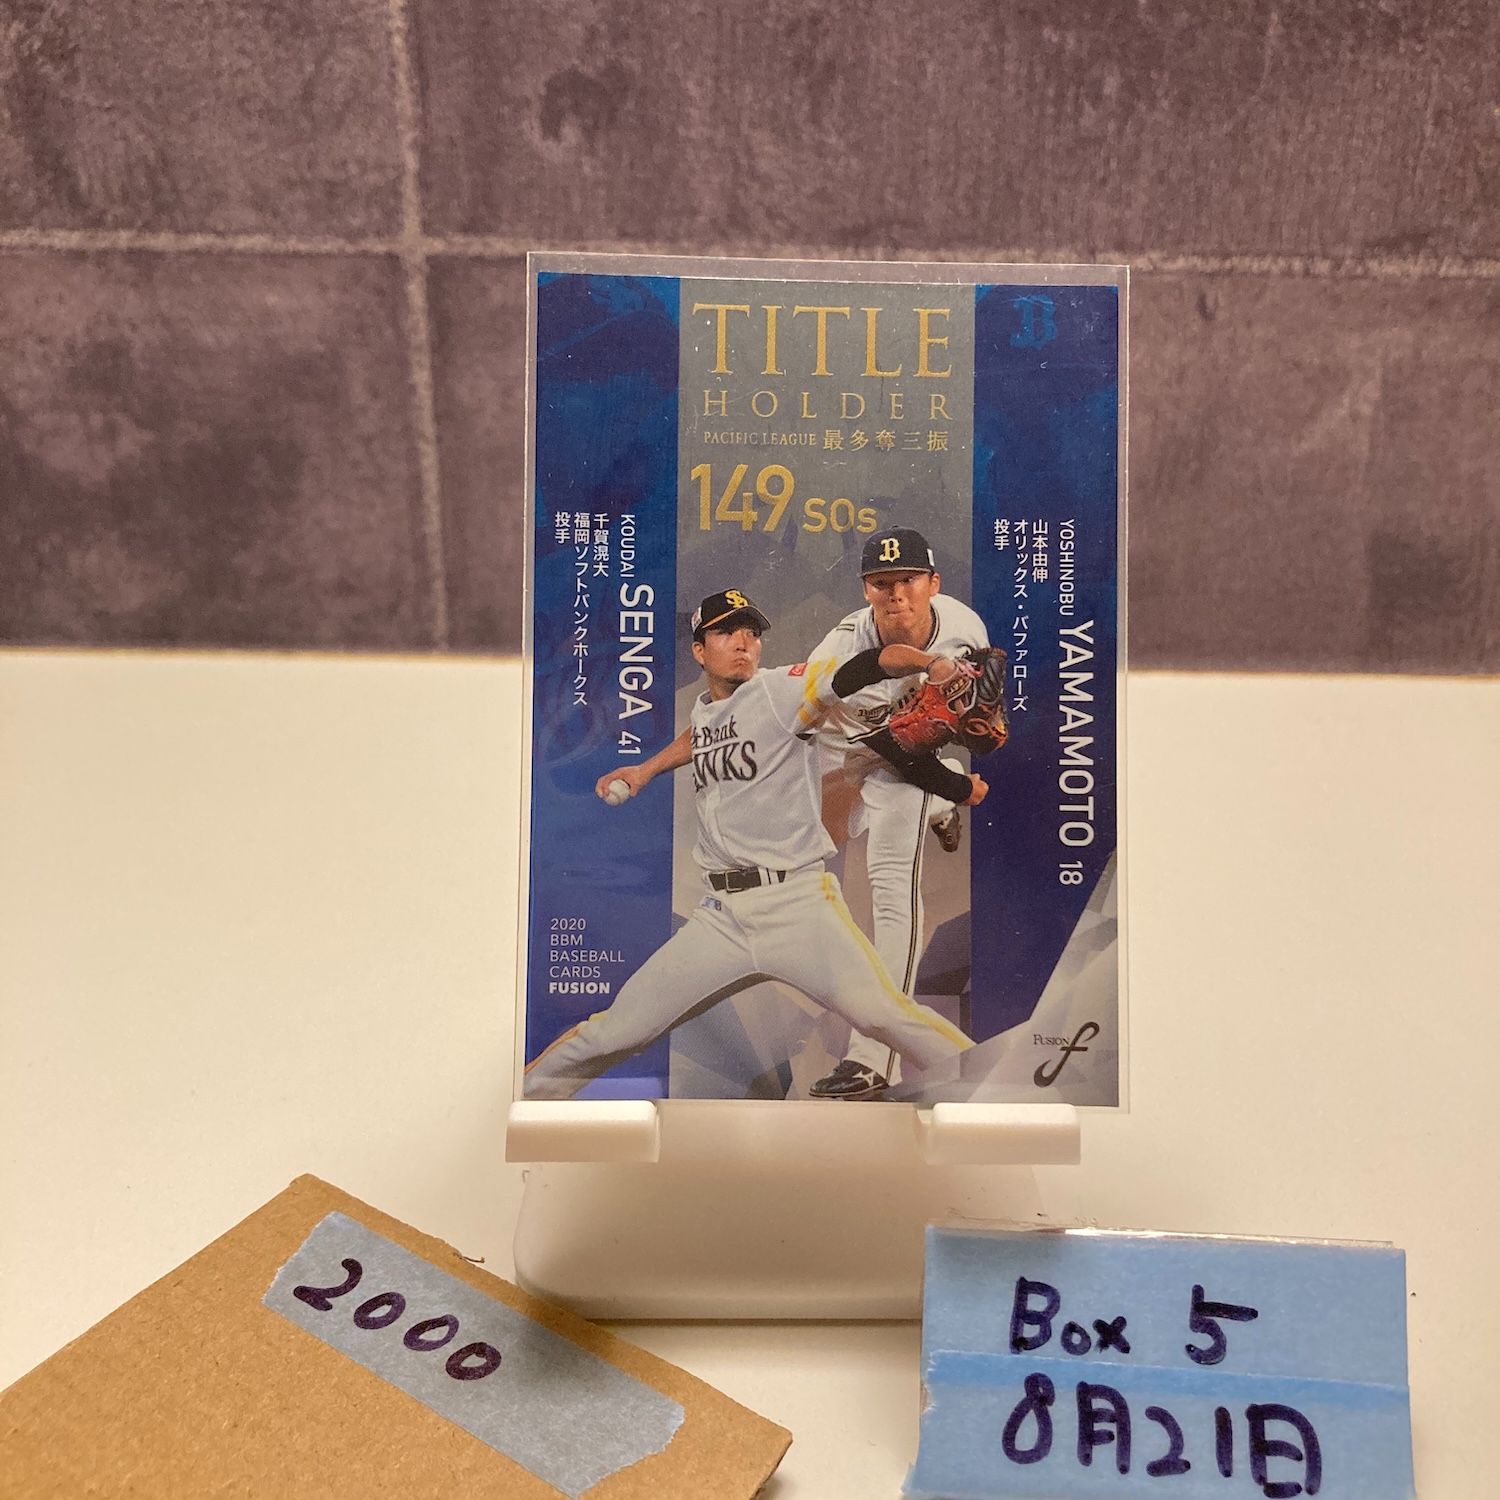 TITLE
HOLDER
PACIFIC LEAGUE 最多奪三振
149 SOs
KOUDAI SENGA 41
千賀滉大
福岡ソフトバンクホークス
投手
YOSHINOBU YAMAMOTO 18
山本由伸
オリックス・バファローズ
投手
B
SH
B
Bank
WKS
2020
BBM
BASEBALL
CARDS
FUSION
FUSION f
2000
Box 5
8月21日